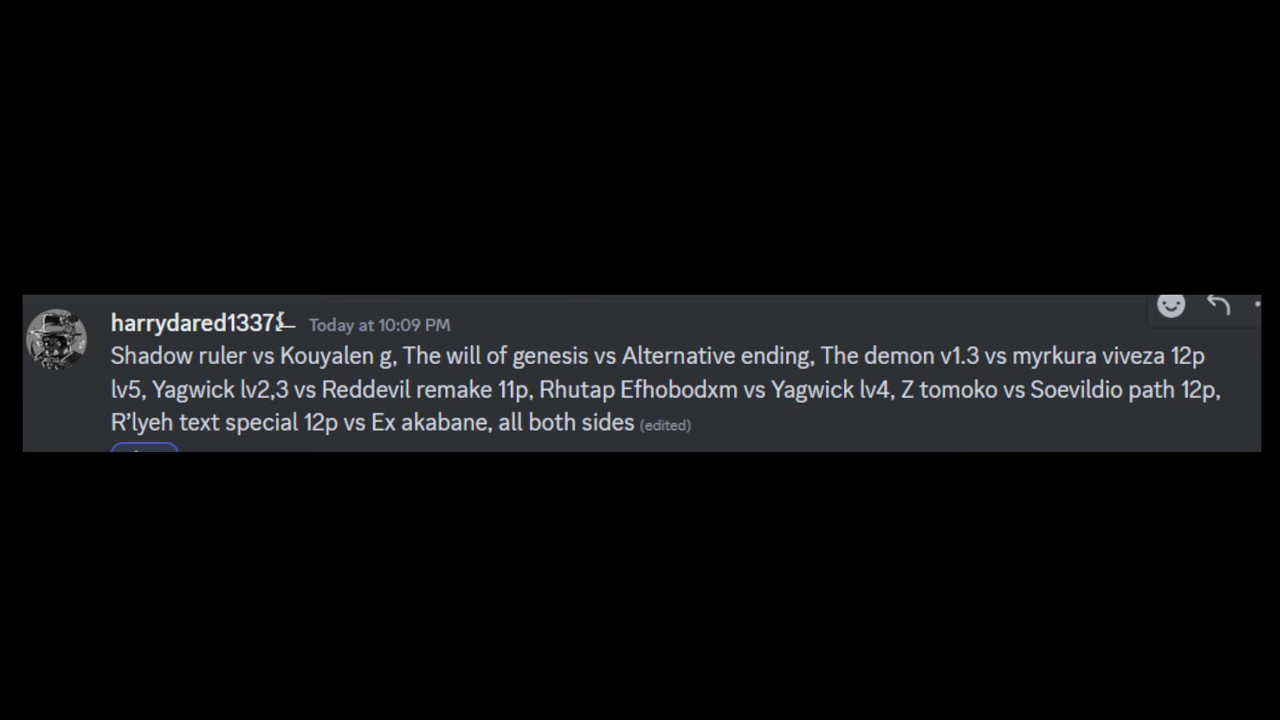 harrydared1337 Today at 10:09 PM
Shadow ruler vs Kouyalen g, The will of genesis vs Alternative ending, The demon v1.3 vs myrkura viveza 12p
lv5, Yagwick lv2,3 vs Reddevil remake 11p, Rhutap Efhobodxm vs Yagwick lv4, Z tomoko vs Soevildio path 12p,
R’lyeh text special 12p vs Ex akabane, all both sides (edited)